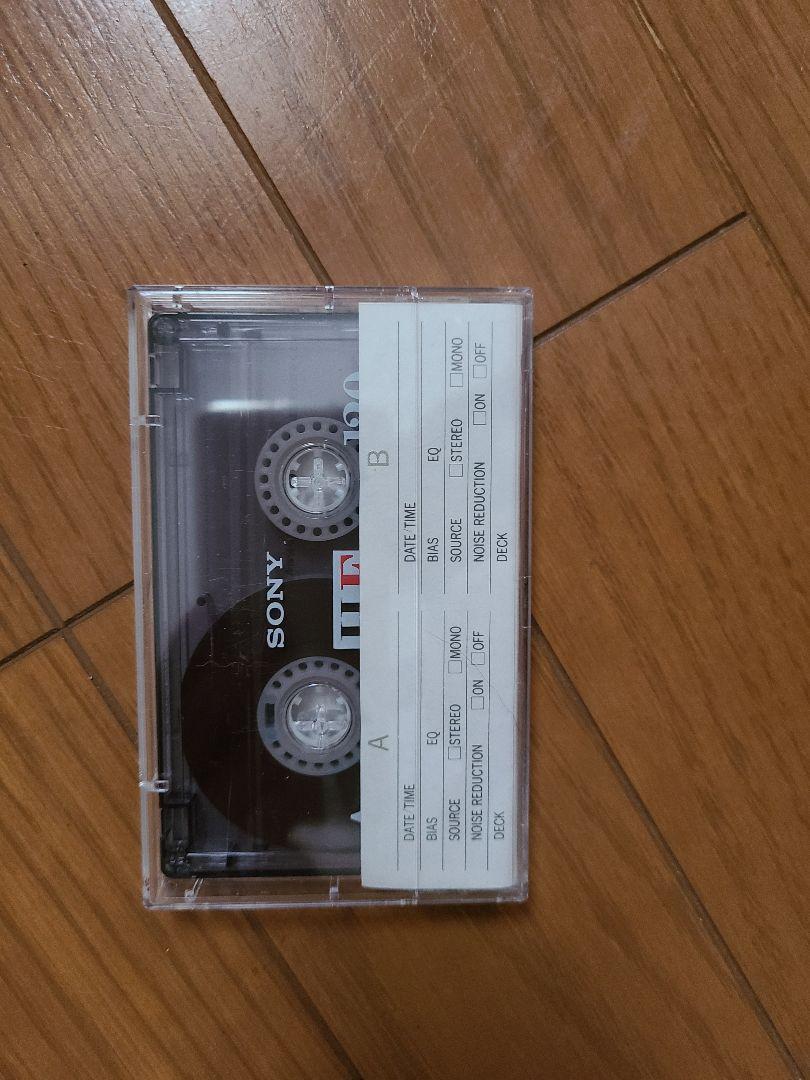 SONY
HF
120
A
DATE/TIME
BIAS EQ
SOURCE □STEREO □MONO
NOISE REDUCTION □ON □OFF
DECK
B
DATE/TIME
BIAS EQ
SOURCE □STEREO □MONO
NOISE REDUCTION □ON □OFF
DECK